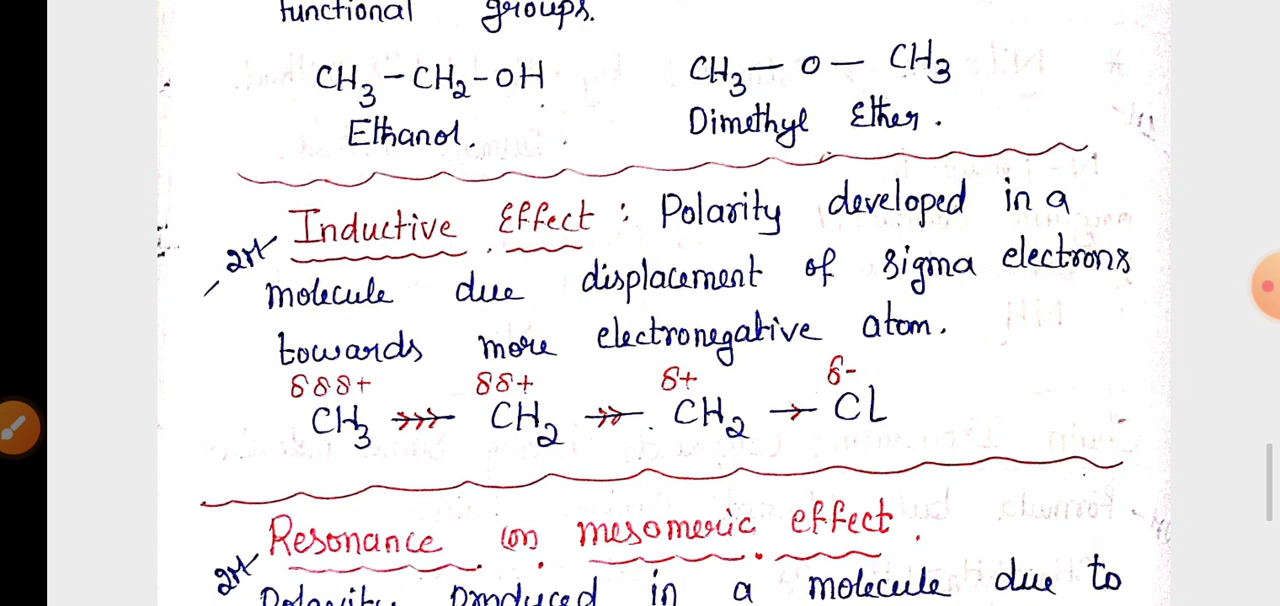 functional groups.
CH3 - CH2 - OH CH3 — O — CH3
Ethanol. Dimethyl Ether.
Inductive Effect : Polarity developed in a
2M
molecule due displacement of sigma electrons
towards more electronegative atom.
δδδ+ δδ+ δ+ δ-
CH3 →→→ CH2 →→ CH2 → CL
Resonance (or) mesomeric effect.
2M
Polarity produced in a molecule due to